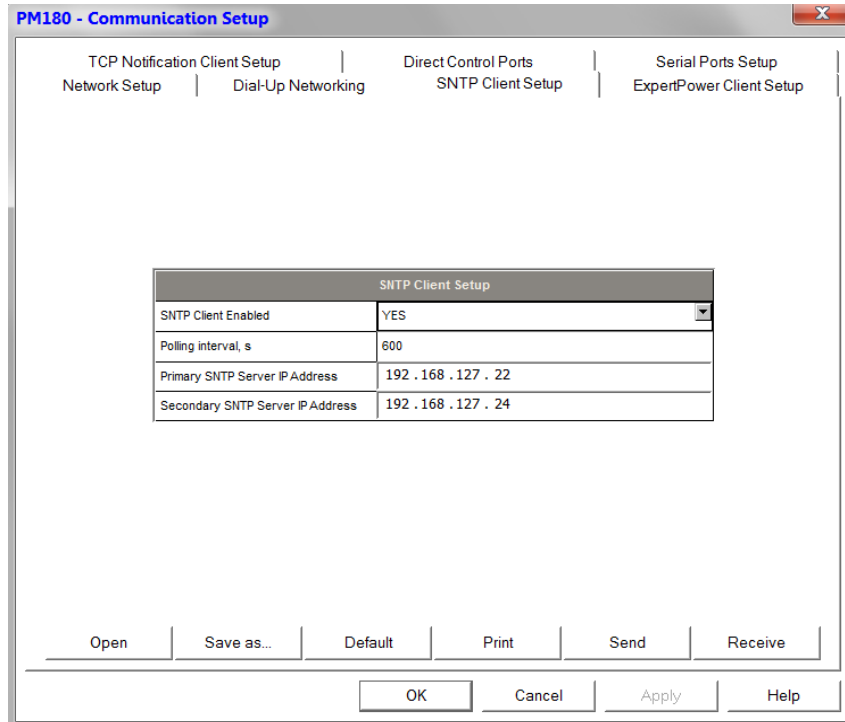 PM180 - Communication Setup
X
TCP Notification Client Setup Direct Control Ports Serial Ports Setup
Network Setup Dial-Up Networking SNTP Client Setup ExpertPower Client Setup
SNTP Client Setup
SNTP Client Enabled YES
Polling interval, s 600
Primary SNTP Server IP Address 192 . 168 . 127 . 22
Secondary SNTP Server IP Address 192 . 168 . 127 . 24
Open Save as... Default Print Send Receive
OK Cancel Apply Help